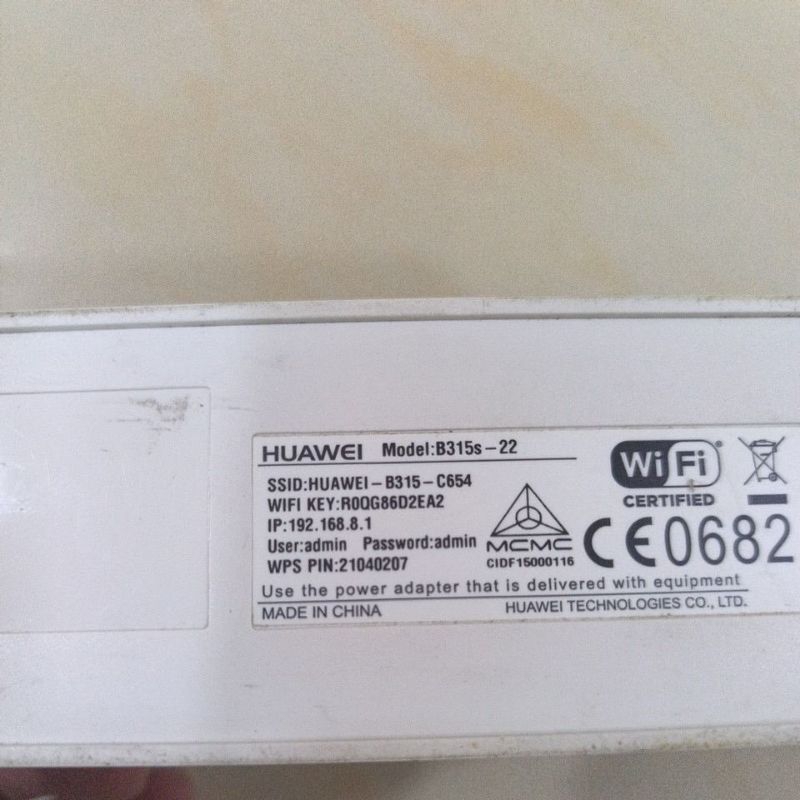 HUAWEI Model:B315s-22
SSID:HUAWEI-B315-C654
WIFI KEY:R0QG86D2EA2
IP:192.168.8.1
User:admin Password:admin
WPS PIN:21040207
MCMC
CIDF15000116
Wi Fi
CERTIFIED
CE0682
Use the power adapter that is delivered with equipment
MADE IN CHINA HUAWEI TECHNOLOGIES CO., LTD.